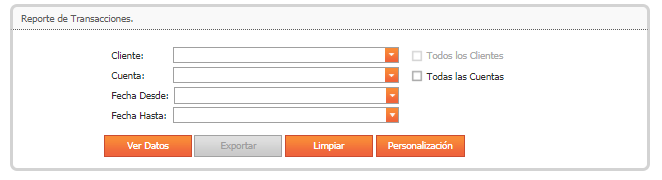 Reporte de Transacciones.
Cliente: Todos los Clientes
Cuenta: Todas las Cuentas
Fecha Desde:
Fecha Hasta:
Ver Datos Exportar Limpiar Personalización